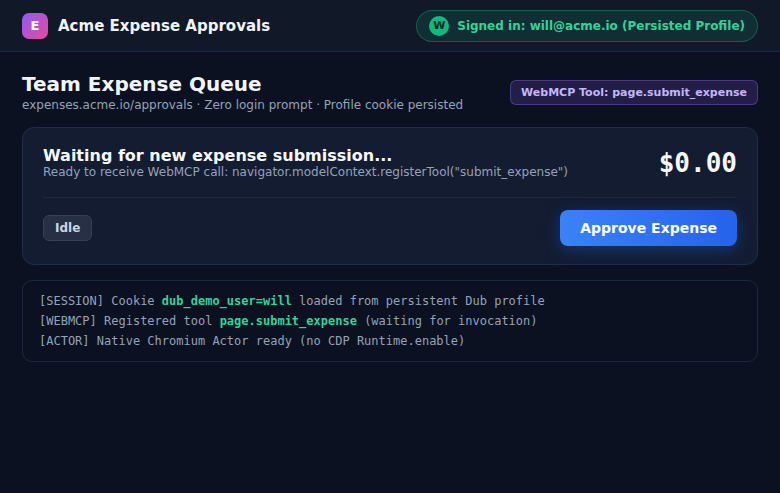 E Acme Expense Approvals
W Signed in: will@acme.io (Persisted Profile)
Team Expense Queue
expenses.acme.io/approvals · Zero login prompt · Profile cookie persisted
WebMCP Tool: page.submit_expense
Waiting for new expense submission...
Ready to receive WebMCP call: navigator.modelContext.registerTool("submit_expense")
$0.00
Idle
Approve Expense
[SESSION] Cookie dub_demo_user=will loaded from persistent Dub profile
[WEBMCP] Registered tool page.submit_expense (waiting for invocation)
[ACTOR] Native Chromium Actor ready (no CDP Runtime.enable)